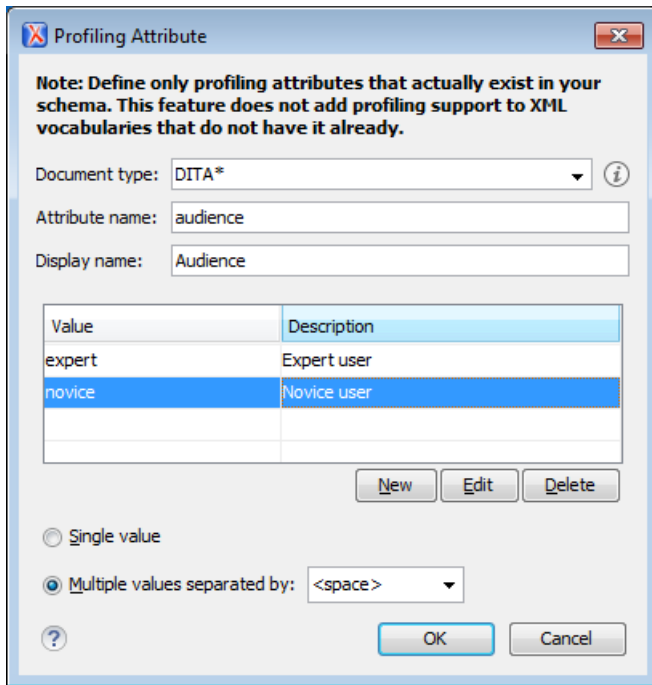 Profiling Attribute
Note: Define only profiling attributes that actually exist in your
schema. This feature does not add profiling support to XML
vocabularies that do not have it already.
Document type: DITA*
Attribute name: audience
Display name: Audience
Value Description
expert Expert user
novice Novice user
New Edit Delete
Single value
Multiple values separated by: <space>
OK Cancel